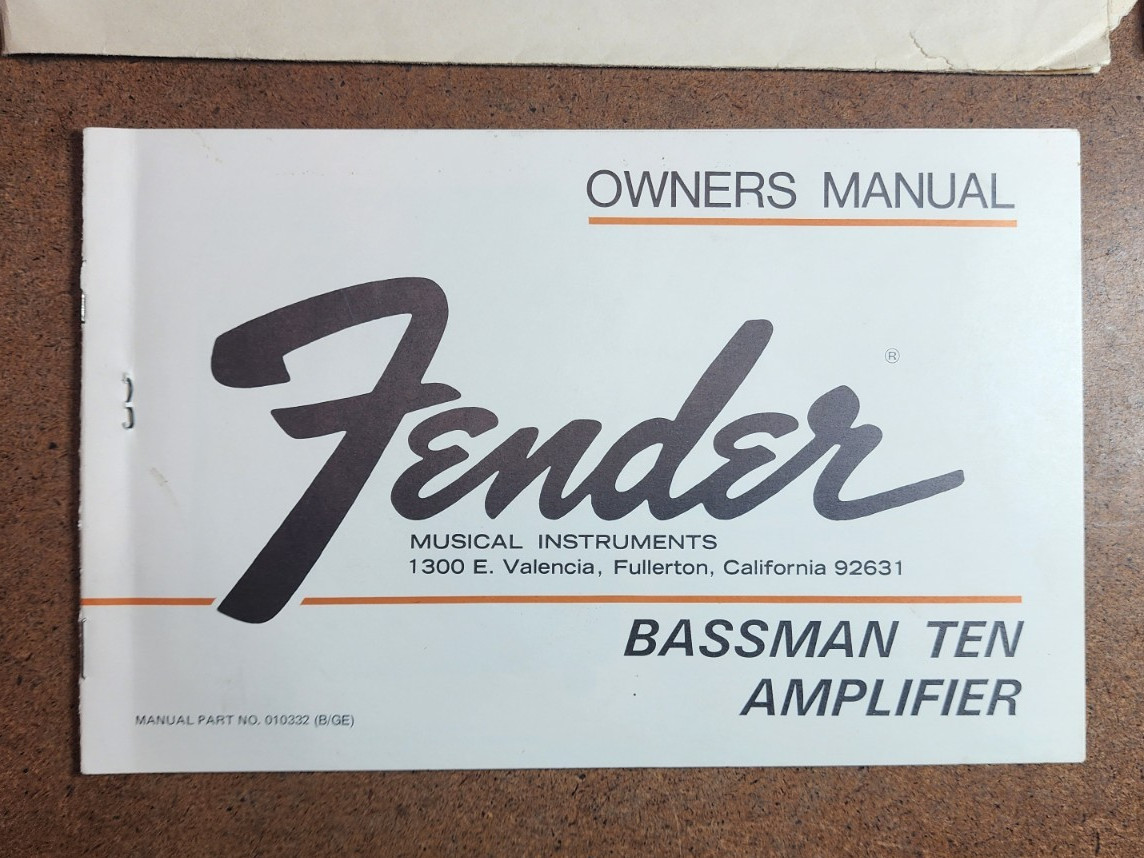 OWNERS MANUAL
Fender ®
MUSICAL INSTRUMENTS
1300 E. Valencia, Fullerton, California 92631
BASSMAN TEN
AMPLIFIER
MANUAL PART NO. 010332 (B/GE)